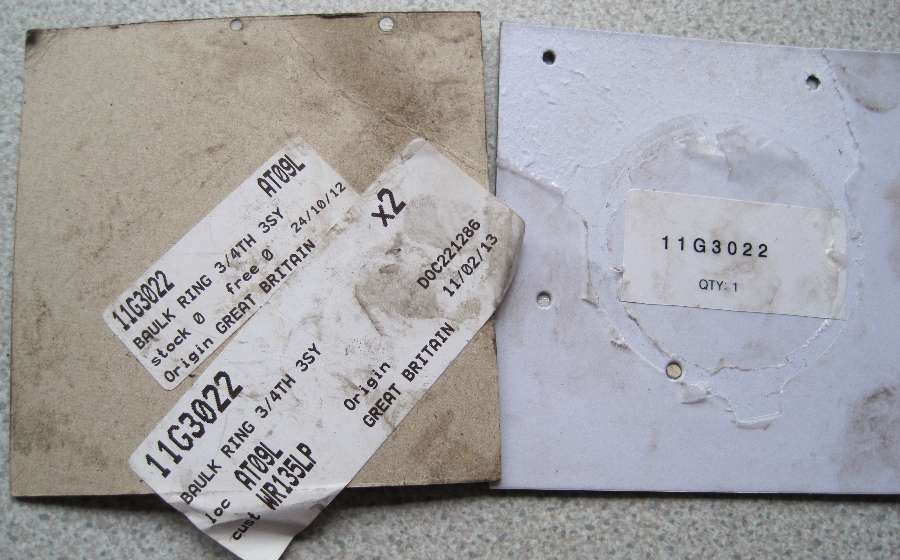 AT09L
11G3022
BAULK RING 3/4TH 3SY
stock 0 free 0 24/10/12
Origin GREAT BRITAIN
x2
11G3022
BAULK RING 3/4TH 3SY
DOC221286
loc AT09L
11/02/13
cust WR135LP
Origin
GREAT BRITAIN
11G3022
QTY: 1